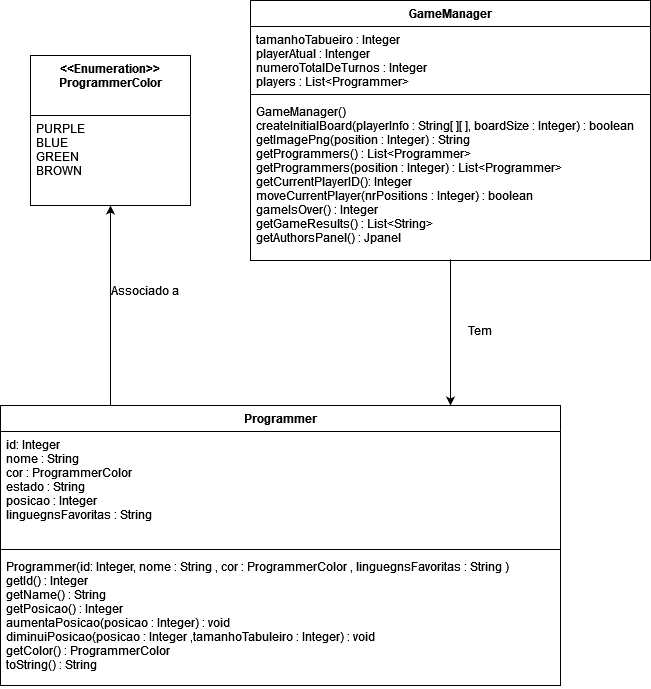 GameManager
tamanhoTabueiro : Integer
playerAtual : Intenger
numeroTotalDeTurnos : Integer
players : List<Programmer>
GameManager()
createInitialBoard(playerInfo : String[ ][ ], boardSize : Integer) : boolean
getImagePng(position : Integer) : String
getProgrammers() : List<Programmer>
getProgrammers(position : Integer) : List<Programmer>
getCurrentPlayerID(): Integer
moveCurrentPlayer(nrPositions : Integer) : boolean
gameIsOver() : Integer
getGameResults() : List<String>
getAuthorsPanel() : Jpanel
<<Enumeration>>
ProgrammerColor
PURPLE
BLUE
GREEN
BROWN
Associado a
Tem
Programmer
id: Integer
nome : String
cor : ProgrammerColor
estado : String
posicao : Integer
linguegnsFavoritas : String
Programmer(id: Integer, nome : String , cor : ProgrammerColor , linguegnsFavoritas : String )
getId() : Integer
getName() : String
getPosicao() : Integer
aumentaPosicao(posicao : Integer) : void
diminuiPosicao(posicao : Integer ,tamanhoTabuleiro : Integer) : void
getColor() : ProgrammerColor
toString() : String